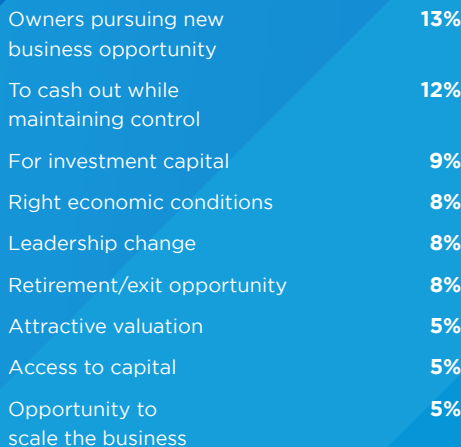 Owners pursuing new 13%
business opportunity
To cash out while 12%
maintaining control
For investment capital 9%
Right economic conditions 8%
Leadership change 8%
Retirement/exit opportunity 8%
Attractive valuation 5%
Access to capital 5%
Opportunity to 5%
scale the business